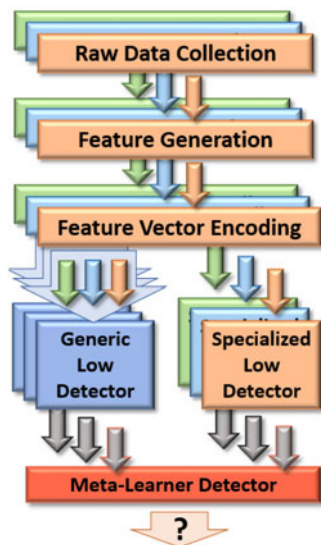 Raw Data Collection
Feature Generation
Feature Vector Encoding
Generic
Low
Detector
Specialized
Low
Detector
Meta-Learner Detector
?